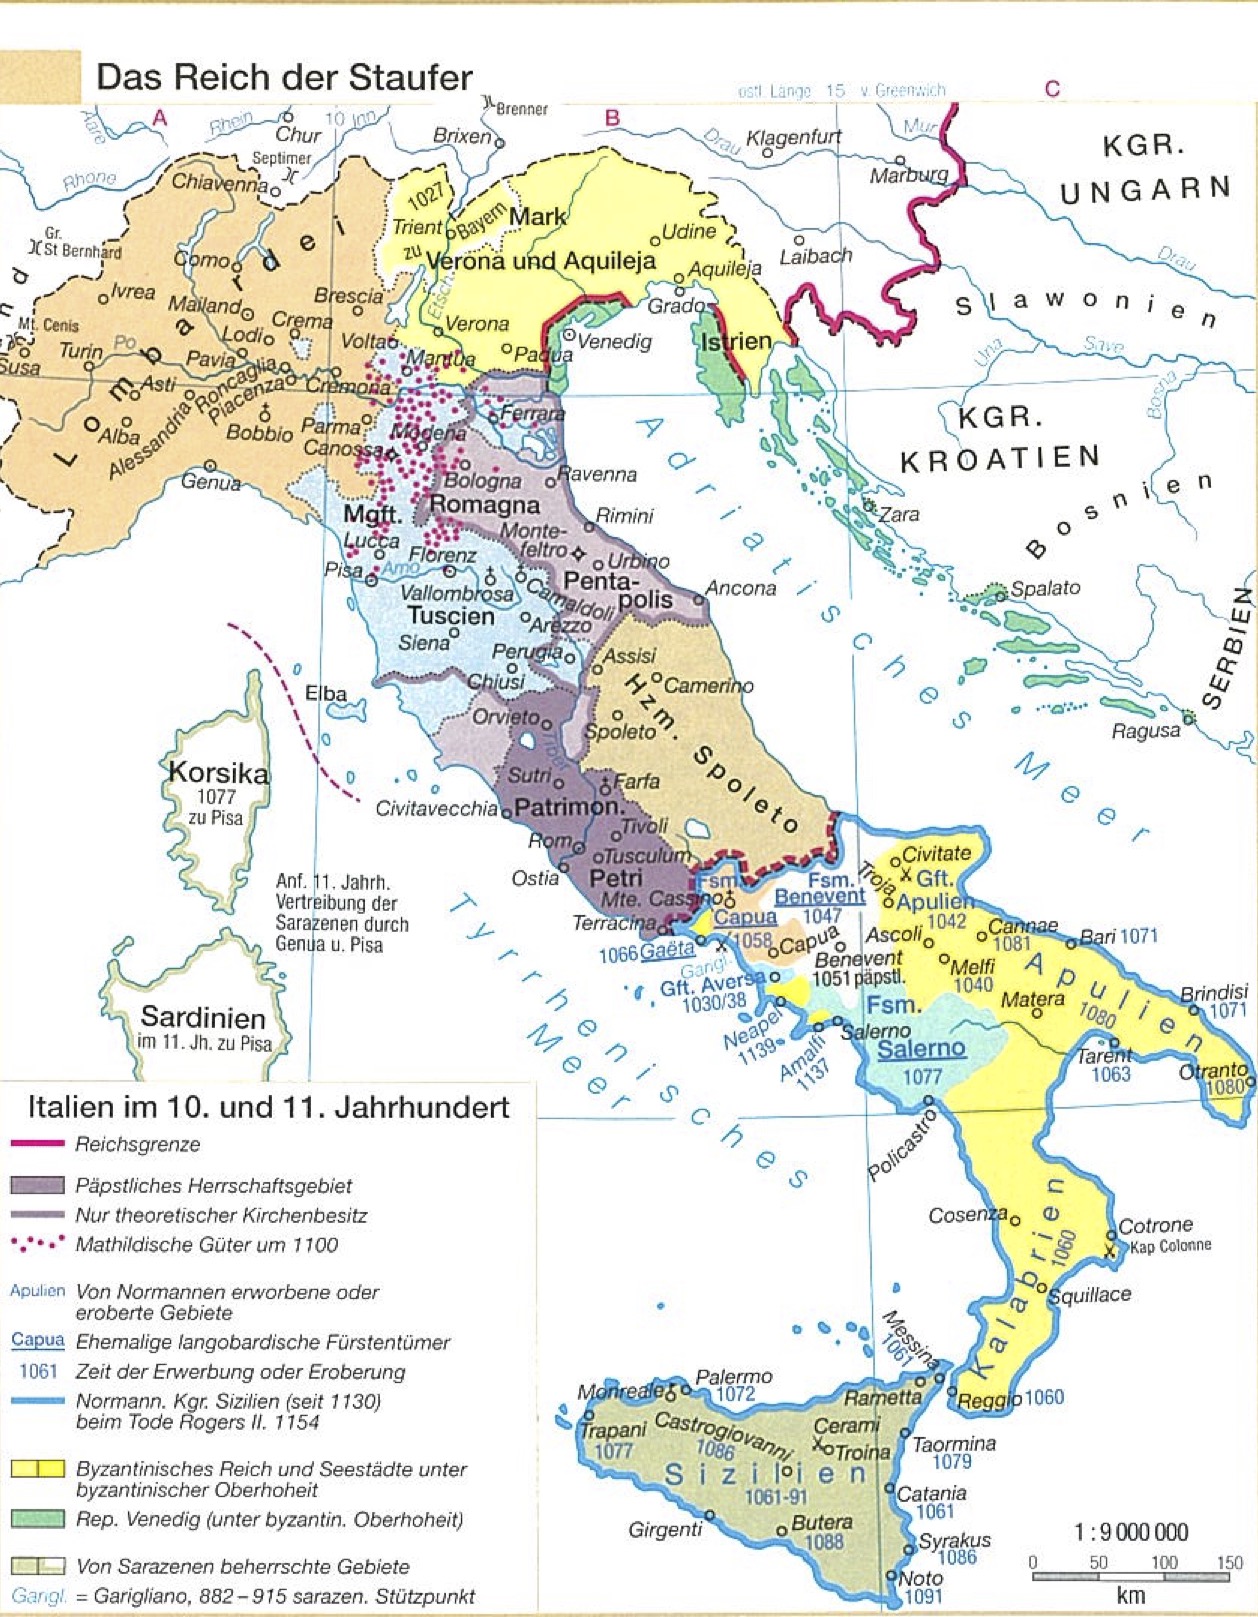 Das Reich der Staufer
östl. Länge 15 v. Greenwich
A
B
C
Aare
Rhein
Chur
10
Inn
Brenner
Brixen
Drau
Klagenfurt
Mur
KGR.
UNGARN
Septimer
Chiavenna
Rhone
Marburg
1027
Trient
zu
Bayern
Mark
Verona und Aquileja
Udine
Laibach
Drau
Gr.
St Bernhard
Como
Lombardei
Aquileja
Grado
Ivrea
Mailand
Brescia
Etsch
Slawonien
Mt. Cenis
Susa
Turin
Po
Lodi
Crema
Voltao
Verona
Padua
Venedig
Istrien
Una
Save
Pavia
Mantua
Asti
Roncaglia
Piacenza
Cremona
Bosna
Alba
Alessandria
Bobbio
Parma
Canossa
Modena
Ferrara
KGR.
KROATIEN
Genua
Bologna
Ravenna
Adriatisches Meer
Bosnien
Mgft.
Romagna
Rimini
Zara
Lucca
Florenz
Monte-
feltro
Urbino
Pisa
Arno
Vallombrosa
Camaldoli
Penta-
polis
Ancona
Spalato
Tuscien
Arezzo
SERBIEN
Siena
Perugia
Assisi
Chiusi
Camerino
Elba
Orvieto
Spoleto
Hzm. Spoleto
Ragusa
Tiber
Korsika
1077
zu Pisa
Sutri
Farfa
Civitavecchia
Patrimon.
Tivoli
Rom
Tusculum
Ostia
Petri
Mte. Cassino
Terracina
Anf. 11. Jahrh.
Vertreibung der
Sarazenen durch
Genua u. Pisa
Tyrrhenisches
Meer
Fsm.
Capua
1058
Fsm.
Benevent
1047
Troja
Civitate
Gft.
Apulien
1042
1066 Gaëta
Gangl.
Capua
Benevent
1051 päpstl.
Ascoli
Cannae
1081
Bari 1071
Melfi
1040
Apulien
1080
Gft. Aversa
1030/38
Matera
Brindisi
1071
Neapel
1139
Amalfi
1137
Salerno
Fsm.
Salerno
1077
Tarent
1063
Otranto
1080
Sardinien
im 11. Jh. zu Pisa
Policastro
Cosenza
Kalabrien
1060
Cotrone
Kap Colonne
Squillace
Messina
1061
Reggio 1060
Monreale
Palermo
1072
Rametta
Trapani
1077
Castrogiovanni
1086
Cerami
Troina
Taormina
1079
Sizilien
1061-91
Catania
1061
Girgenti
Butera
1088
Syrakus
1086
Noto
1091
Italien im 10. und 11. Jahrhundert
Reichsgrenze
Päpstliches Herrschaftsgebiet
Nur theoretischer Kirchenbesitz
Mathildische Güter um 1100
Apulien Von Normannen erworbene oder
eroberte Gebiete
Capua Ehemalige langobardische Fürstentümer
1061 Zeit der Erwerbung oder Eroberung
Normann. Kgr. Sizilien (seit 1130)
beim Tode Rogers II. 1154
Byzantinisches Reich und Seestädte unter
byzantinischer Oberhoheit
Rep. Venedig (unter byzantin. Oberhoheit)
Von Sarazenen beherrschte Gebiete
Garigl. = Garigliano, 882–915 sarazen. Stützpunkt
1 : 9 000 000
0 50 100 150
km